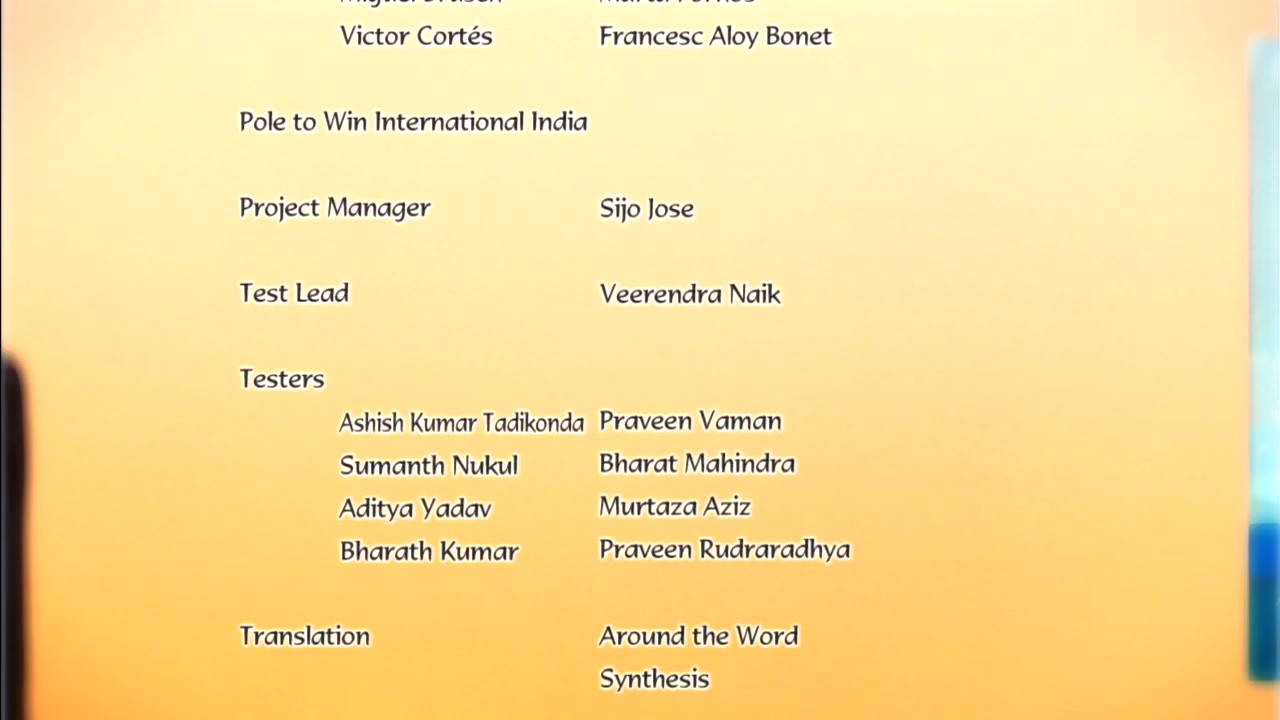 Victor Cortés Francesc Aloy Bonet
Pole to Win International India
Project Manager Sijo Jose
Test Lead Veerendra Naik
Testers
Ashish Kumar Tadikonda Praveen Vaman
Sumanth Nukul Bharat Mahindra
Aditya Yadav Murtaza Aziz
Bharath Kumar Praveen Rudraradhya
Translation Around the Word
Synthesis